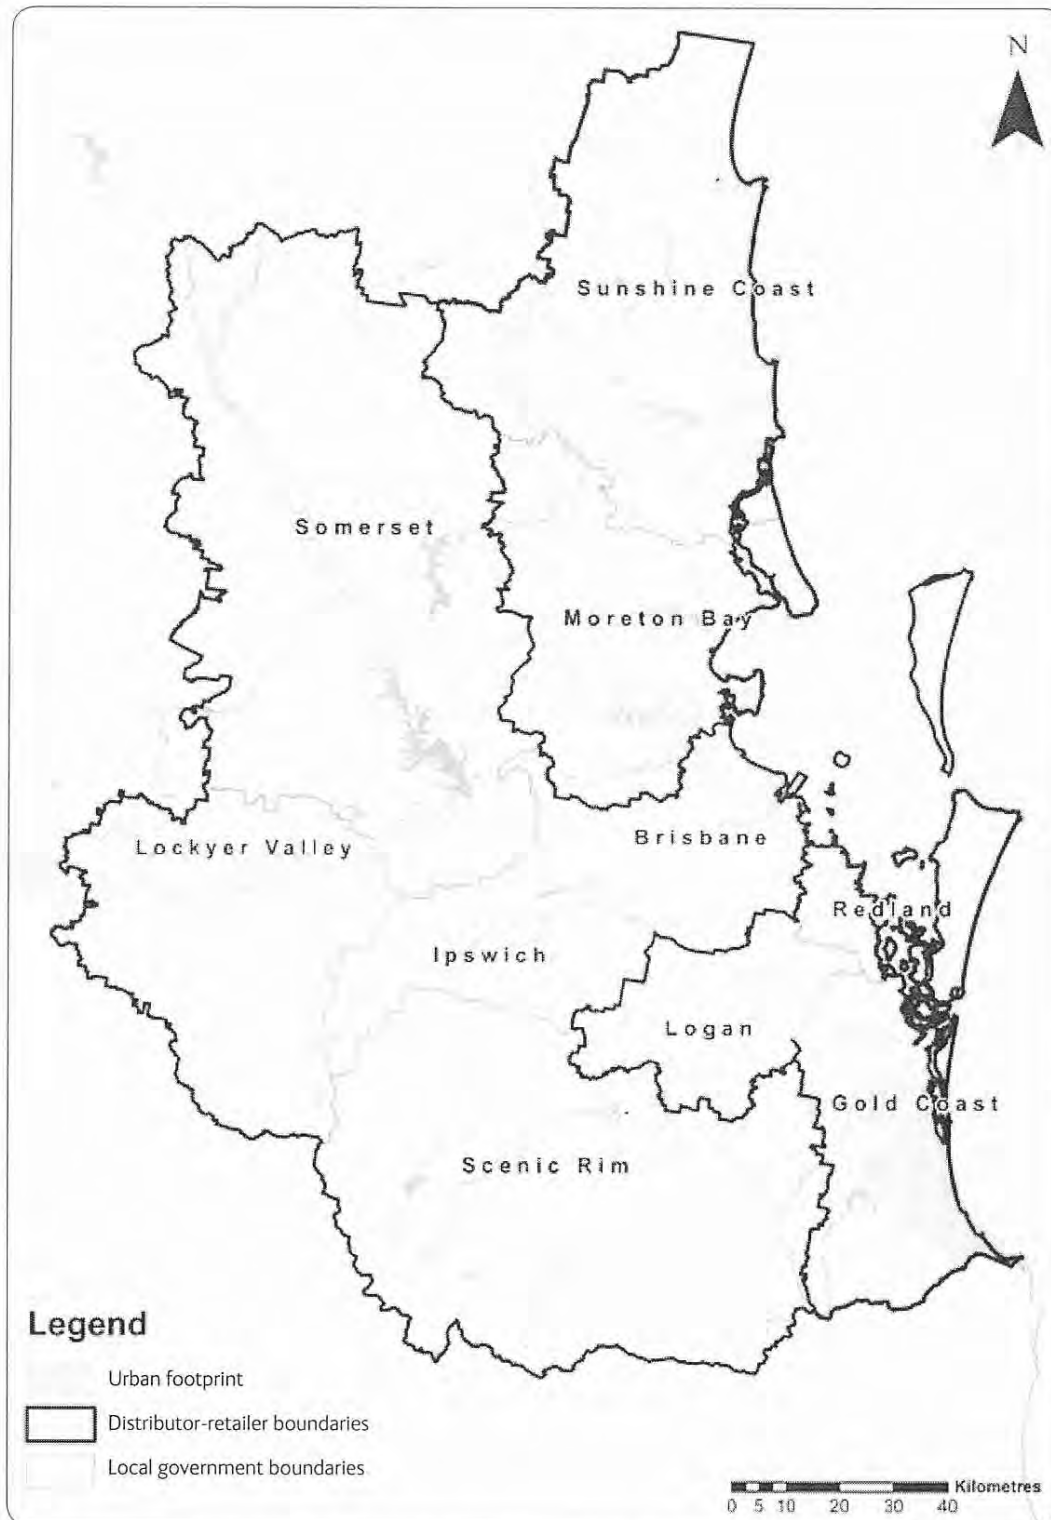 N
Sunshine Coast
Somerset
Moreton Bay
Brisbane
Lockyer Valley
Redland
Ipswich
Logan
Gold Coast
Scenic Rim
Legend
Urban footprint
Distributor-retailer boundaries
Local government boundaries
Kilometres
0 5 10 20 30 40